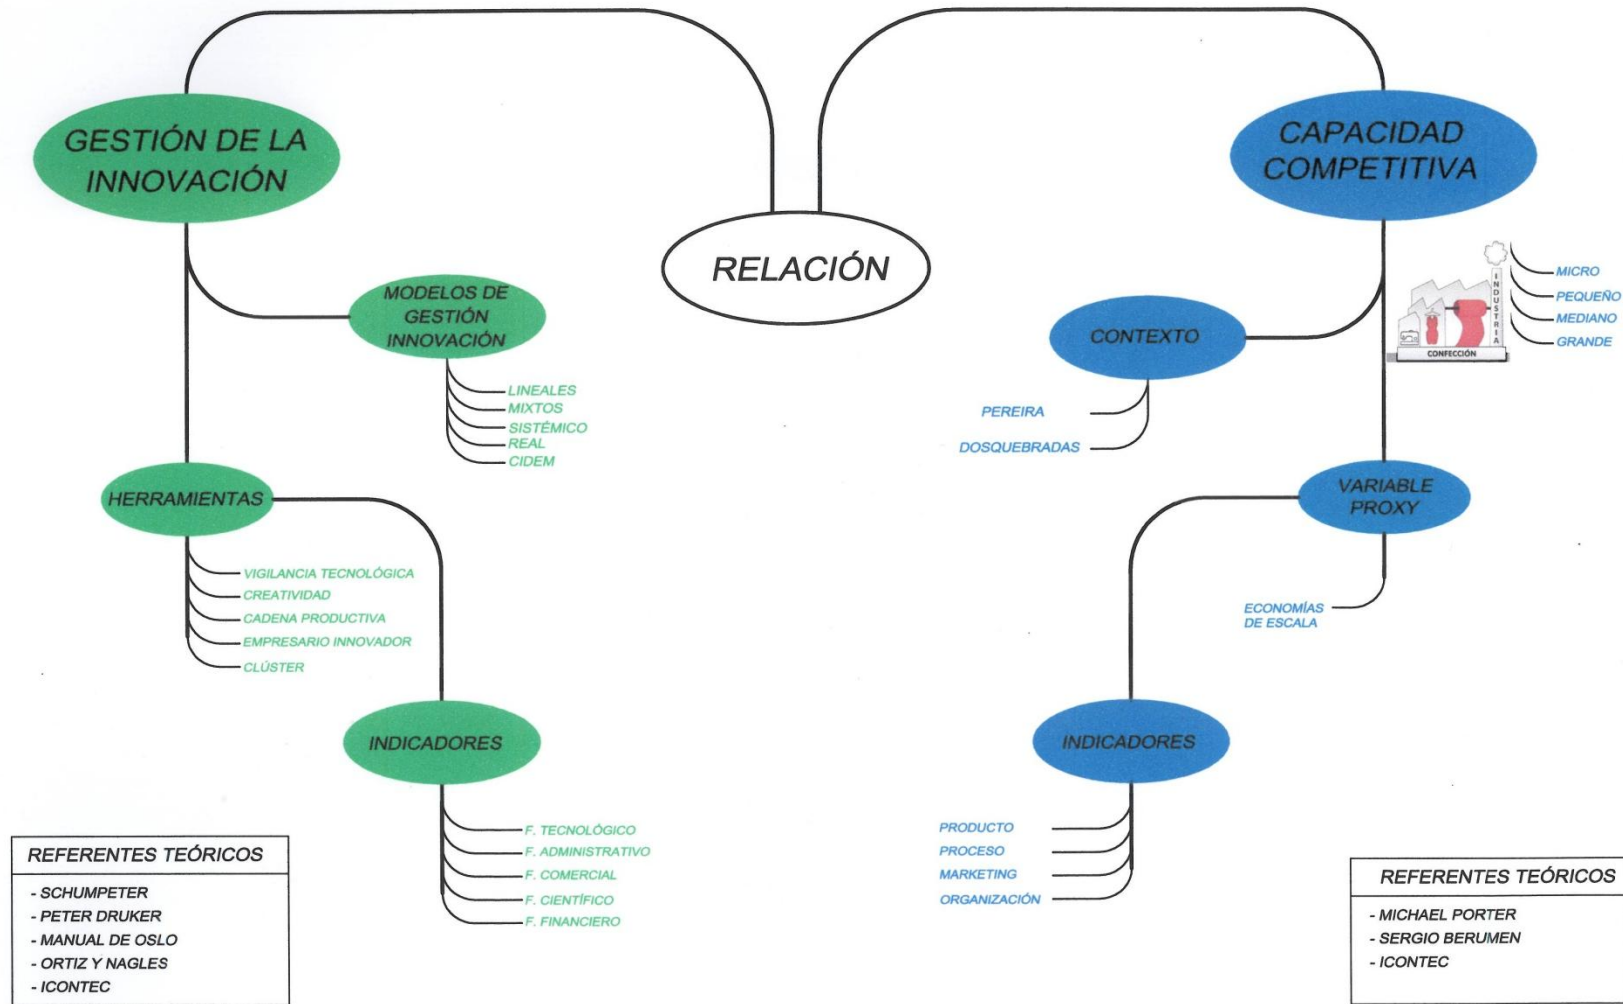 GESTIÓN DE LA
INNOVACIÓN
CAPACIDAD
COMPETITIVA
RELACIÓN
MODELOS DE
GESTIÓN
INNOVACIÓN
LINEALES
MIXTOS
SISTÉMICO
REAL
CIDEM
HERRAMIENTAS
VIGILANCIA TECNOLÓGICA
CREATIVIDAD
CADENA PRODUCTIVA
EMPRESARIO INNOVADOR
CLÚSTER
INDICADORES
F. TECNOLÓGICO
F. ADMINISTRATIVO
F. COMERCIAL
F. CIENTÍFICO
F. FINANCIERO
REFERENTES TEÓRICOS
- SCHUMPETER
- PETER DRUKER
- MANUAL DE OSLO
- ORTIZ Y NAGLES
- ICONTEC
INDUSTRIA
CONFECCIÓN
MICRO
PEQUEÑO
MEDIANO
GRANDE
CONTEXTO
PEREIRA
DOSQUEBRADAS
VARIABLE
PROXY
ECONOMÍAS
DE ESCALA
INDICADORES
PRODUCTO
PROCESO
MARKETING
ORGANIZACIÓN
REFERENTES TEÓRICOS
- MICHAEL PORTER
- SERGIO BERUMEN
- ICONTEC